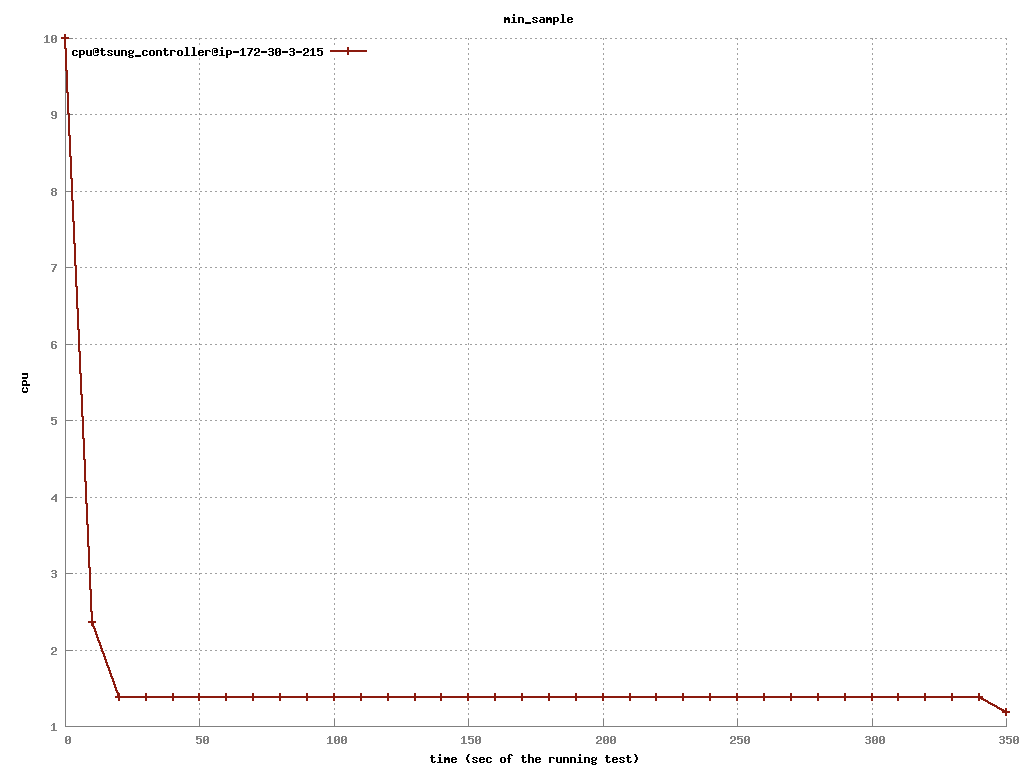 min_sample
cpu@tsung_controller@ip-172-30-3-215
10
9
8
7
6
5
4
3
2
1
cpu
0 50 100 150 200 250 300 350
time (sec of the running test)